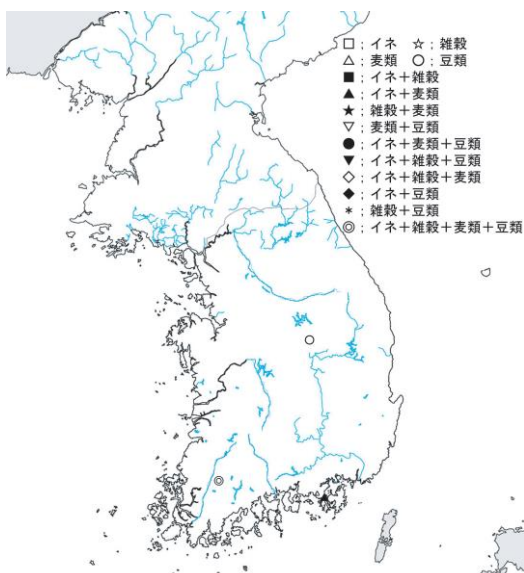 □ ; イネ ☆ ; 雑穀
△ ; 麦類 ○ ; 豆類
■ ; イネ+雑穀
▲ ; イネ+麦類
★ ; 雑穀+麦類
▽ ; 麦類+豆類
● ; イネ+麦類+豆類
▼ ; イネ+雑穀+豆類
◇ ; イネ+雑穀+麦類
◆ ; イネ+豆類
* ; 雑穀+豆類
◎ ; イネ+雑穀+麦類+豆類